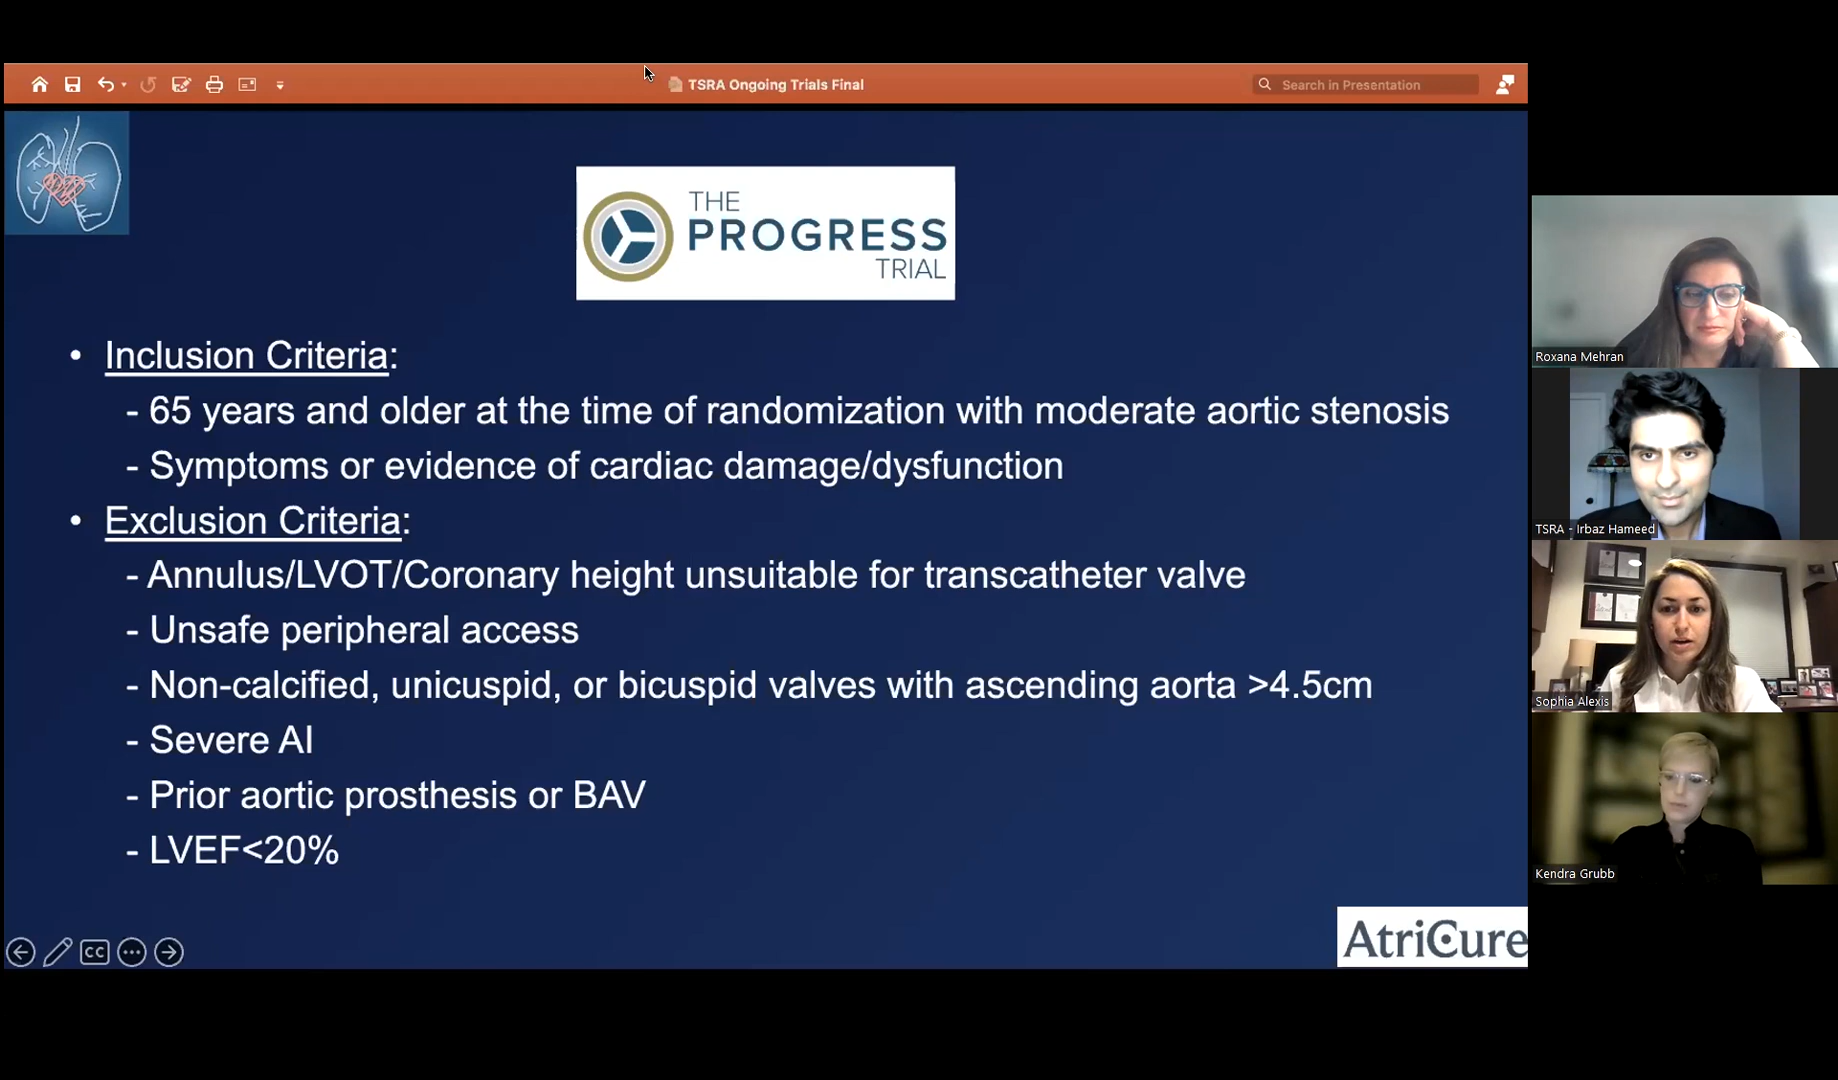 TSRA Ongoing Trials Final
Search in Presentation
THE
PROGRESS
TRIAL
• Inclusion Criteria:
- 65 years and older at the time of randomization with moderate aortic stenosis
- Symptoms or evidence of cardiac damage/dysfunction
• Exclusion Criteria:
- Annulus/LVOT/Coronary height unsuitable for transcatheter valve
- Unsafe peripheral access
- Non-calcified, unicuspid, or bicuspid valves with ascending aorta >4.5cm
- Severe AI
- Prior aortic prosthesis or BAV
- LVEF<20%
CC
AtriCure
Roxana Mehran
TSRA - Irbaz Hameed
Sophia Alexis
Kendra Grubb